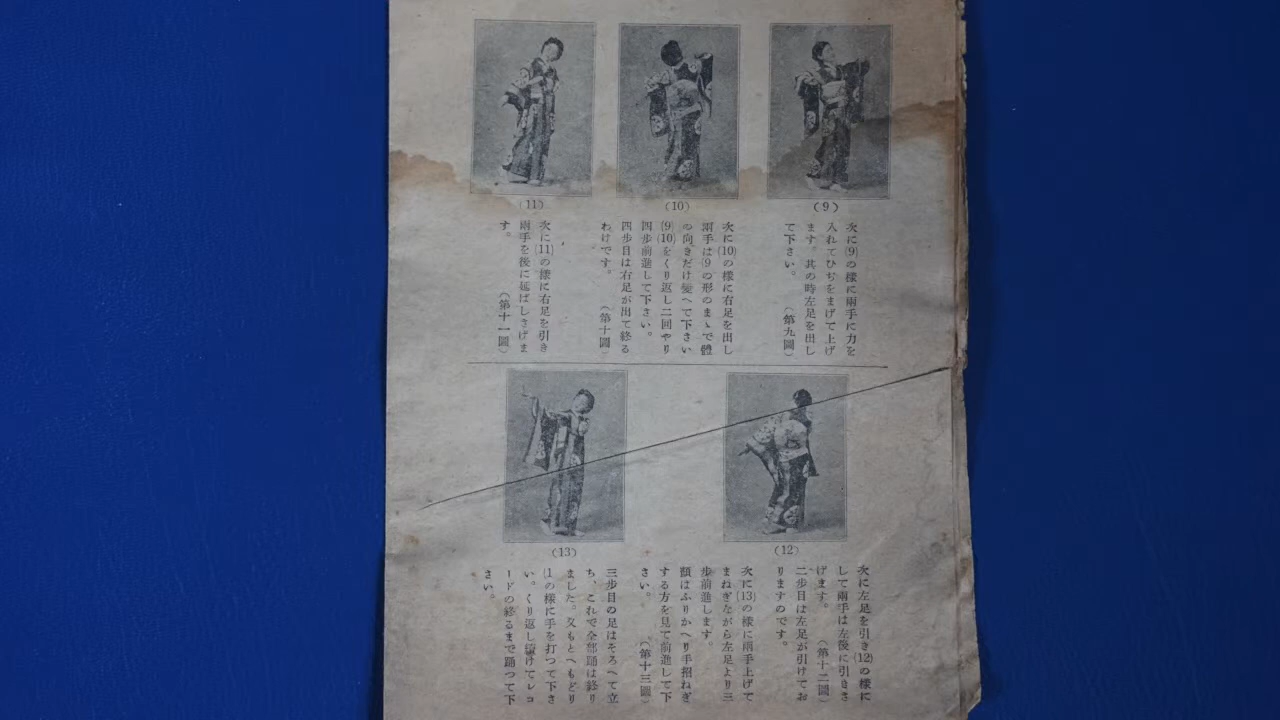 (9)
次に(9)の樣に兩手に力を
入れてひぢをまげて上げ
ます。其の時左足を出し
て下さい。 (第九圖)
(10)
次に(10)の樣に右足を出し
兩手は(9の形のまゝで體
の向きだけ變へて下さい
(9)(10)をくり返し二回やり
四步前進して下さい。
四步目は右足が出て終る
わけです。 (第十圖)
(11)
次に(11)の樣に右足を引き
兩手を後に延ばしさげま
す。 (第十一圖)
(12)
次に左足を引き(12)の樣に
して兩手は左後に引きさ
げます。 (第十二圖)
二步目は左足が引けてお
りますのです。
(13)
次に(13)の樣に兩手上げて
まねぎながら左足より三
步前進します。
顏はふりかへり手招ねぎ
する方を見て前進して下
さい。 (第十三圖)
三步目の足はそろへて立
ち、これで全部踊は終り
ました。又もとへもどり
(1の樣に手を打つて下さ
い。くり返し續けてレコ
ードの終るまで踊つて下
さい。